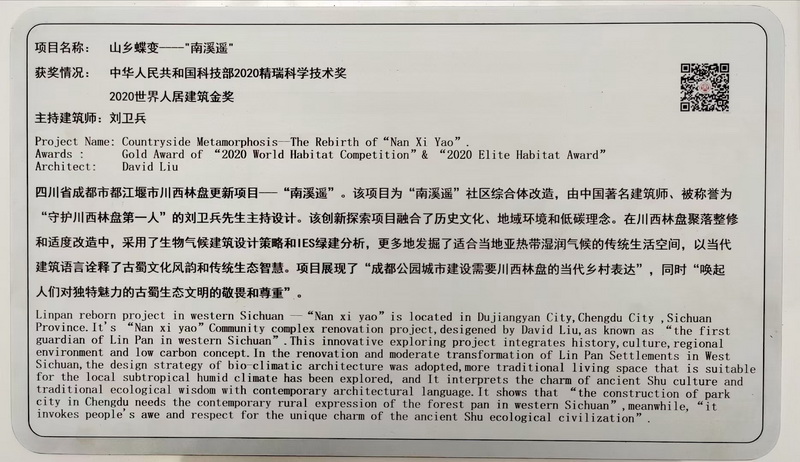 项目名称： 山乡蝶变——"南溪遥"
获奖情况： 中华人民共和国科技部2020精瑞科学技术奖
2020世界人居建筑金奖
主持建筑师：刘卫兵
Project Name: Countryside Metamorphosis—The Rebirth of “Nan Xi Yao”.
Awards : Gold Award of “2020 World Habitat Competition”& “2020 Elite Habitat Award”
Architect: David Liu
四川省成都市都江堰市川西林盘更新项目——“南溪遥”。该项目为“南溪遥”社区综合体改造，由中国著名建筑师、被称誉为
“守护川西林盘第一人”的刘卫兵先生主持设计。该创新探索项目融合了历史文化、地域环境和低碳理念。在川西林盘聚落整修
和适度改造中，采用了生物气候建筑设计策略和IES绿建分析，更多地发掘了适合当地亚热带湿润气候的传统生活空间，以当代
建筑语言诠释了古蜀文化风韵和传统生态智慧。项目展现了“成都公园城市建设需要川西林盘的当代乡村表达”，同时“唤起
人们对独特魅力的古蜀生态文明的敬畏和尊重”。
Linpan reborn project in western Sichuan —“Nan xi yao”is located in Dujiangyan City,Chengdu City ,Sichuan
Province.It's “Nan xi yao”Community complex renovation project,desigened by David Liu,as known as “the first
guardian of Lin Pan in western Sichuan”.This innovative exploring project integrates history,culture,regional
environment and low carbon concept.In the renovation and moderate transformation of Lin Pan Settlements in West
Sichuan,the design strategy of bio-climatic architecture was adopted,more traditional living space that is suitable
for the local subtropical humid climate has been explored, and It interprets the charm of ancient Shu culture and
traditional ecological wisdom with contemporary architectural language.It shows that “the construction of park
city in Chengdu needs the contemporary rural expression of the forest pan in western Sichuan”,meanwhile,“it
invokes people's awe and respect for the unique charm of the ancient Shu ecological civilization”.